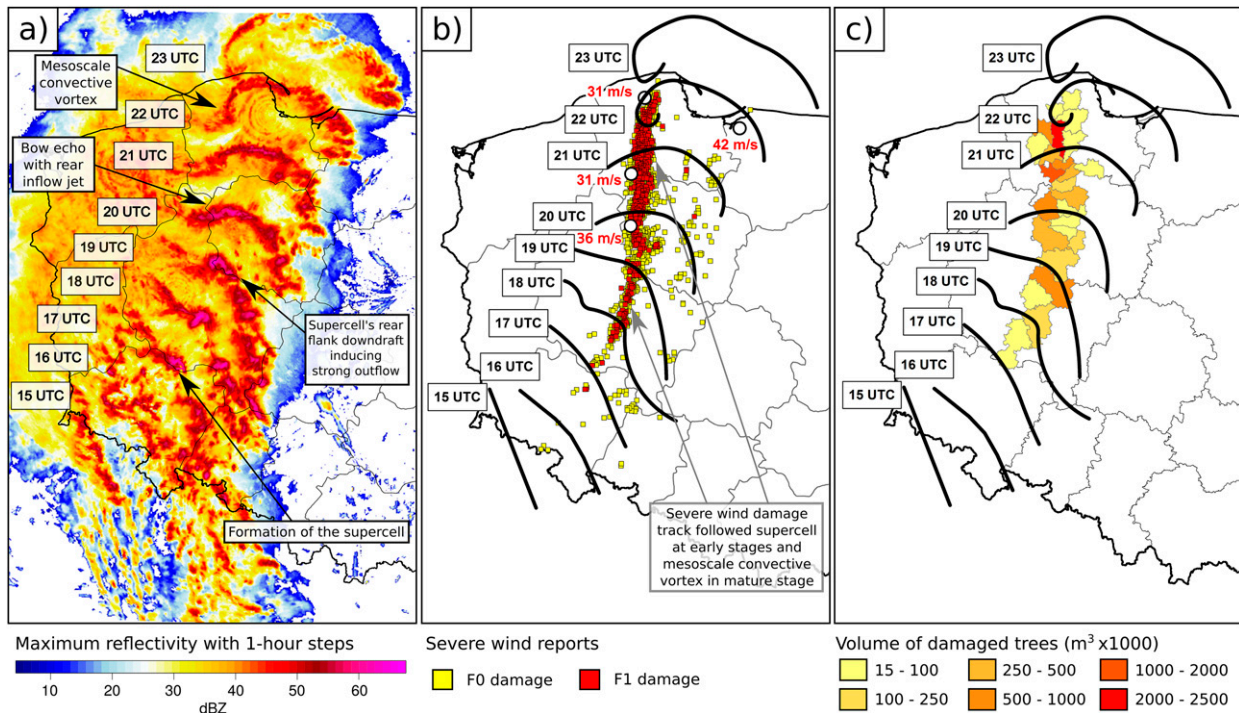 a)
23 UTC
Mesoscale
convective
vortex
22 UTC
Bow echo
with rear
inflow jet
21 UTC
20 UTC
19 UTC
18 UTC
17 UTC
16 UTC
15 UTC
Supercell's rear
flank downdraft
inducing
strong outflow
Formation of the supercell
Maximum reflectivity with 1-hour steps
10 20 30 40 50 60
dBZ
b)
23 UTC
31 m/s
22 UTC
42 m/s
21 UTC
31 m/s
20 UTC
36 m/s
19 UTC
18 UTC
17 UTC
16 UTC
15 UTC
Severe wind damage
track followed supercell
at early stages and
mesoscale convective
vortex in mature stage
Severe wind reports
F0 damage F1 damage
c)
23 UTC
22 UTC
21 UTC
20 UTC
19 UTC
18 UTC
17 UTC
16 UTC
15 UTC
Volume of damaged trees (m³ x1000)
15 - 100 250 - 500 1000 - 2000
100 - 250 500 - 1000 2000 - 2500